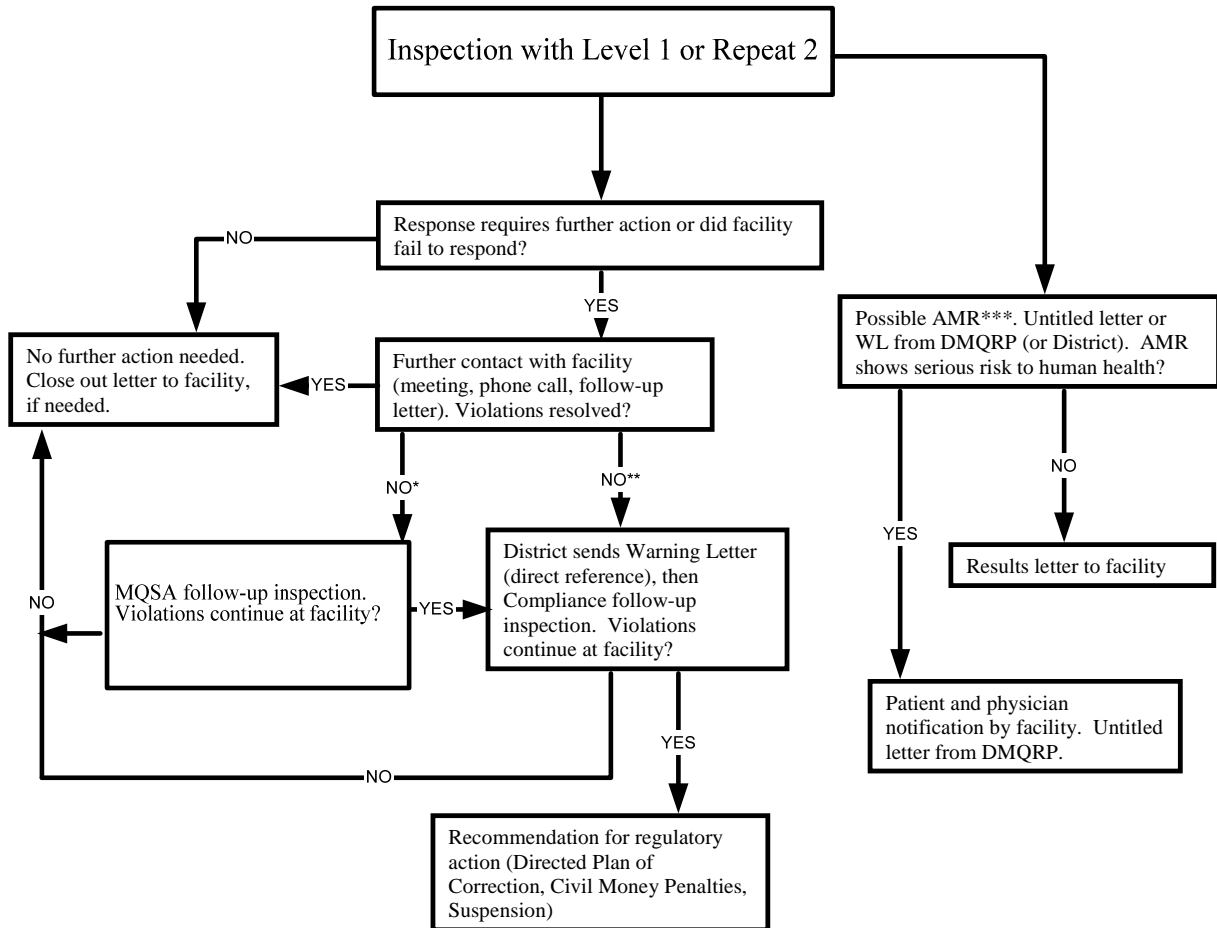 Inspection with Level 1 or Repeat 2
Response requires further action or did facility
fail to respond?
NO
YES
Possible AMR***. Untitled letter or
WL from DMQRP (or District). AMR
shows serious risk to human health?
No further action needed.
Close out letter to facility,
if needed.
YES
Further contact with facility
(meeting, phone call, follow-up
letter). Violations resolved?
NO*
NO**
NO
YES
MQSA follow-up inspection.
Violations continue at facility?
NO
YES
District sends Warning Letter
(direct reference), then
Compliance follow-up
inspection. Violations
continue at facility?
Results letter to facility
Patient and physician
notification by facility. Untitled
letter from DMQRP.
YES
NO
Recommendation for regulatory
action (Directed Plan of
Correction, Civil Money Penalties,
Suspension)